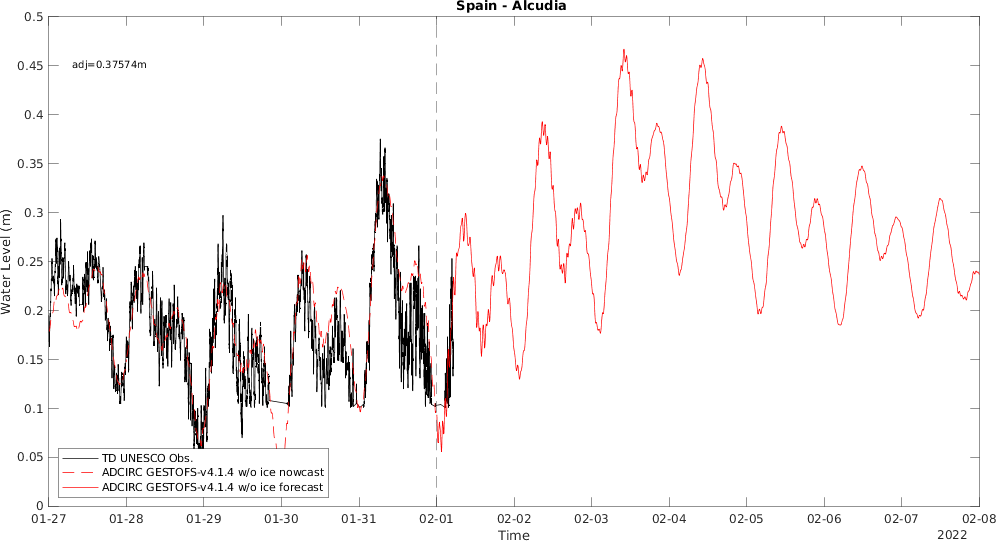 Spain - Alcudia
adj=0.37574m
0.5
0.45
0.4
0.35
0.3
0.25
0.2
0.15
0.1
0.05
0
Water Level (m)
TD UNESCO Obs.
ADCIRC GESTOFS-v4.1.4 w/o ice nowcast
ADCIRC GESTOFS-v4.1.4 w/o ice forecast
01-27 01-28 01-29 01-30 01-31 02-01 02-02 02-03 02-04 02-05 02-06 02-07 02-08
Time
2022